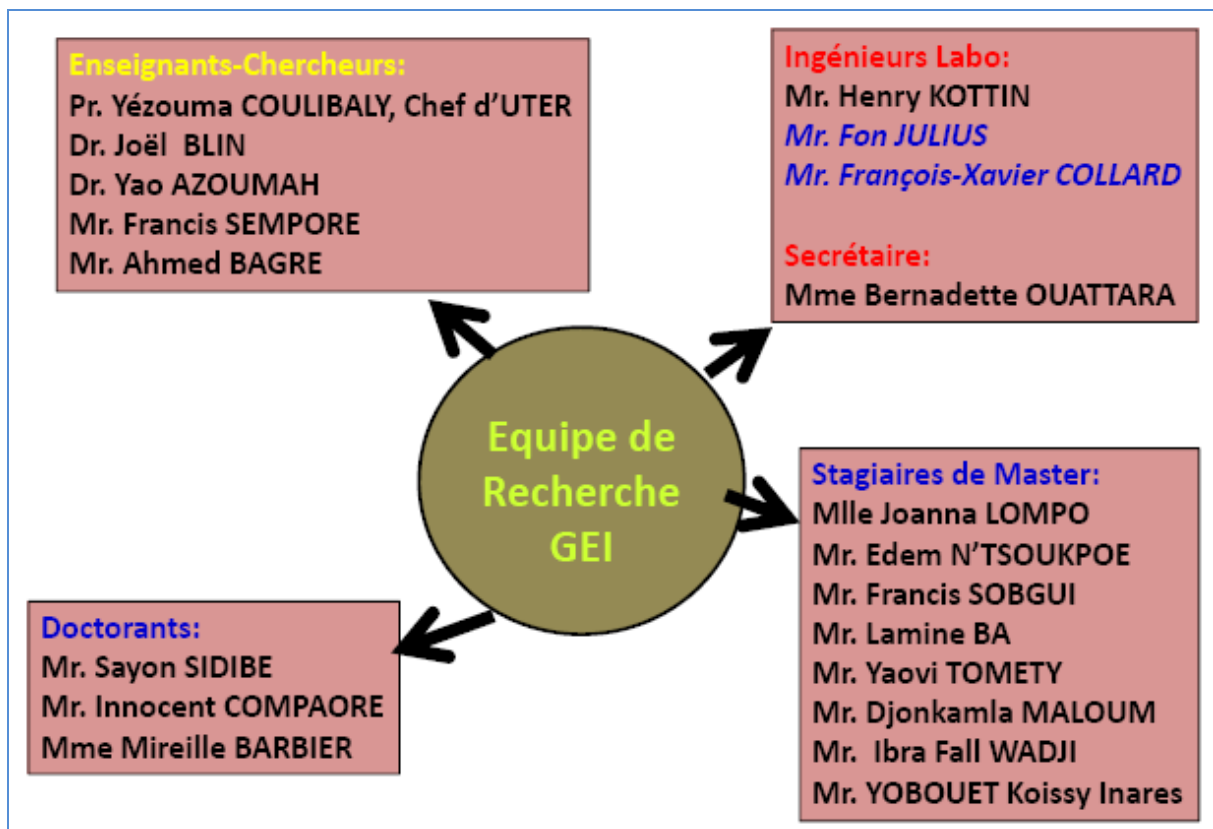 Enseignants-Chercheurs:
Pr. Yézouma COULIBALY, Chef d’UTER
Dr. Joël BLIN
Dr. Yao AZOUMAH
Mr. Francis SEMPORE
Mr. Ahmed BAGRE
Ingénieurs Labo:
Mr. Henry KOTTIN
Mr. Fon JULIUS
Mr. François-Xavier COLLARD
Secrétaire:
Mme Bernadette OUATTARA
Equipe de
Recherche
GEI
Stagiaires de Master:
Mlle Joanna LOMPO
Mr. Edem N’TSOUKPOE
Mr. Francis SOBGUI
Mr. Lamine BA
Mr. Yaovi TOMETY
Mr. Djonkamla MALOUM
Mr. Ibra Fall WADJI
Mr. YOBOUET Koissy Inares
Doctorants:
Mr. Sayon SIDIBE
Mr. Innocent COMPAORE
Mme Mireille BARBIER